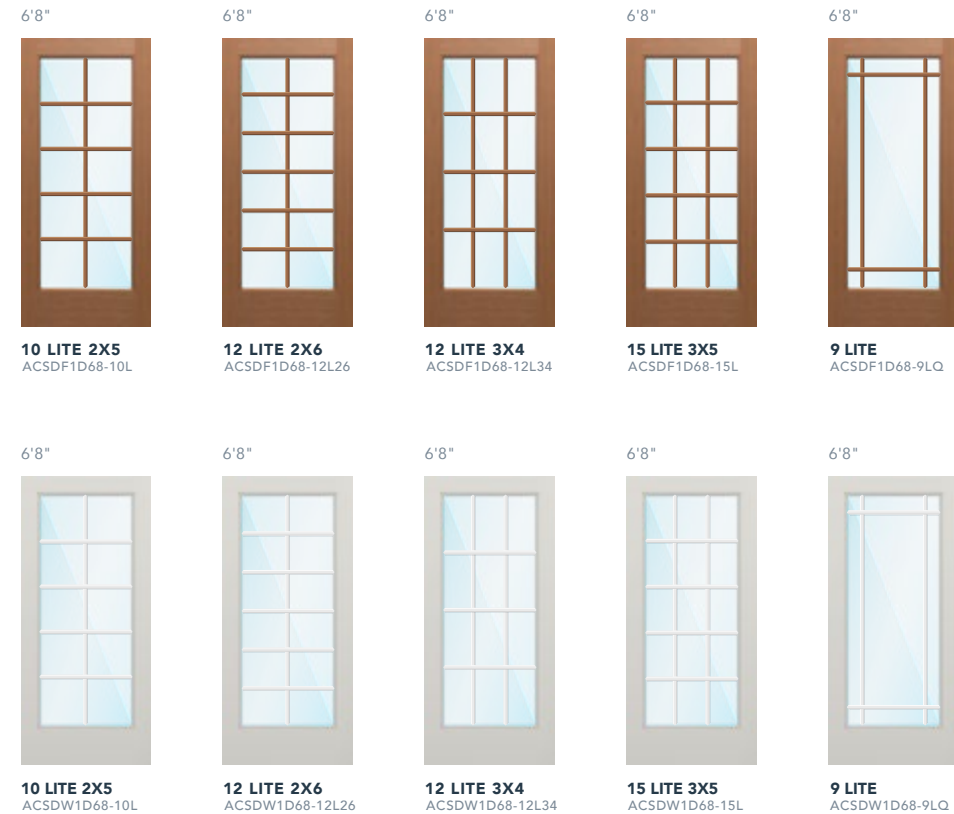 6'8" 6'8" 6'8" 6'8" 6'8"
10 LITE 2X5 12 LITE 2X6 12 LITE 3X4 15 LITE 3X5 9 LITE
ACSDF1D68-10L ACSDF1D68-12L26 ACSDF1D68-12L34 ACSDF1D68-15L ACSDF1D68-9LQ
6'8" 6'8" 6'8" 6'8" 6'8"
10 LITE 2X5 12 LITE 2X6 12 LITE 3X4 15 LITE 3X5 9 LITE
ACSDW1D68-10L ACSDW1D68-12L26 ACSDW1D68-12L34 ACSDW1D68-15L ACSDW1D68-9LQ